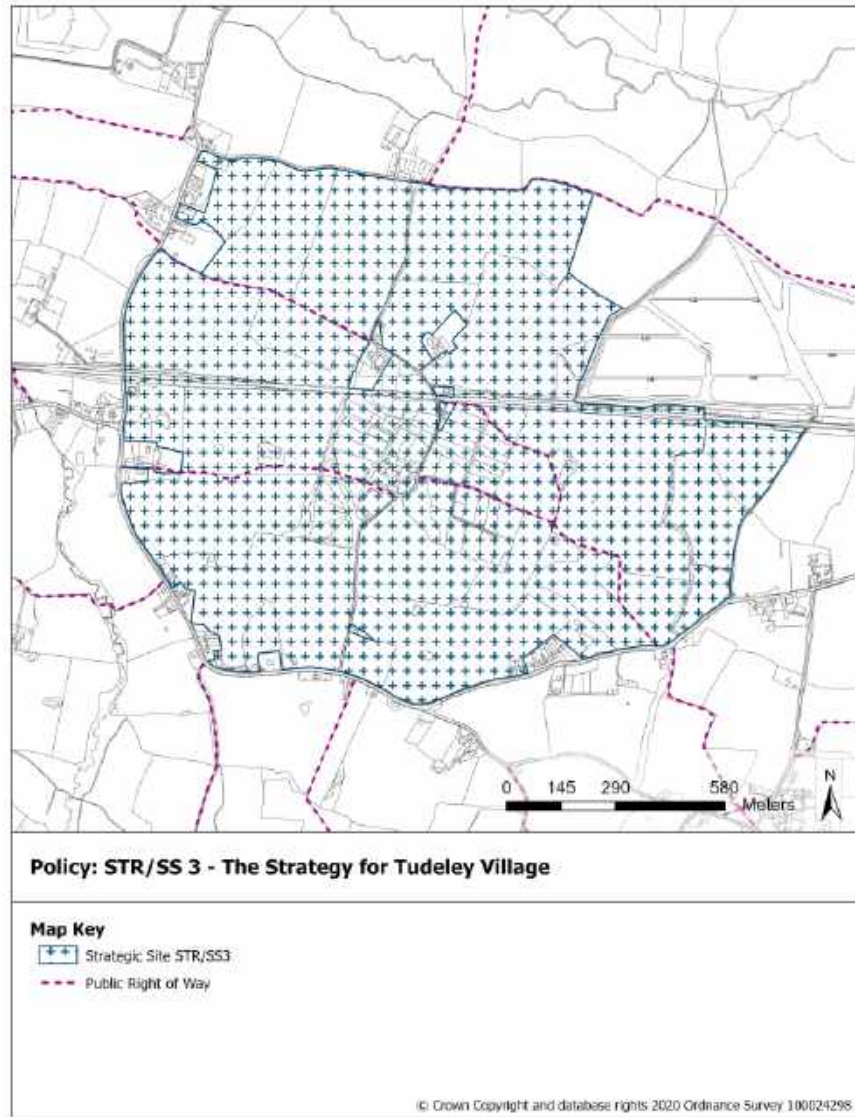 0 145 290 580
Meters
N
Policy: STR/SS 3 - The Strategy for Tudeley Village
Map Key
Strategic Site STR/SS3
Public Right of Way
© Crown Copyright and database rights 2020 Ordnance Survey 100024298